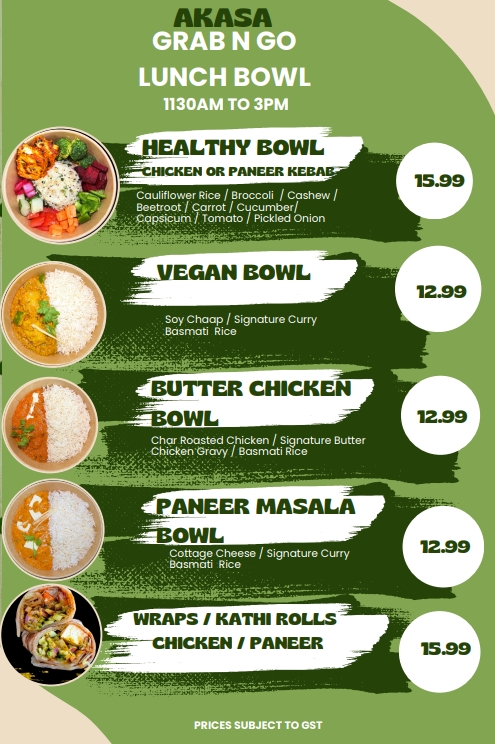 AKASA
GRAB N GO
LUNCH BOWL
1130AM TO 3PM
HEALTHY BOWL
CHICKEN OR PANEER KEBAB
Cauliflower Rice / Broccoli / Cashew /
Beetroot / Carrot / Cucumber/
Capsicum / Tomato / Pickled Onion
15.99
VEGAN BOWL
Soy Chaap / Signature Curry
Basmati Rice
12.99
BUTTER CHICKEN
BOWL
Char Roasted Chicken / Signature Butter
Chicken Gravy / Basmati Rice
12.99
PANEER MASALA
BOWL
Cottage Cheese / Signature Curry
Basmati Rice
12.99
WRAPS / KATHI ROLLS
CHICKEN / PANEER
15.99
PRICES SUBJECT TO GST